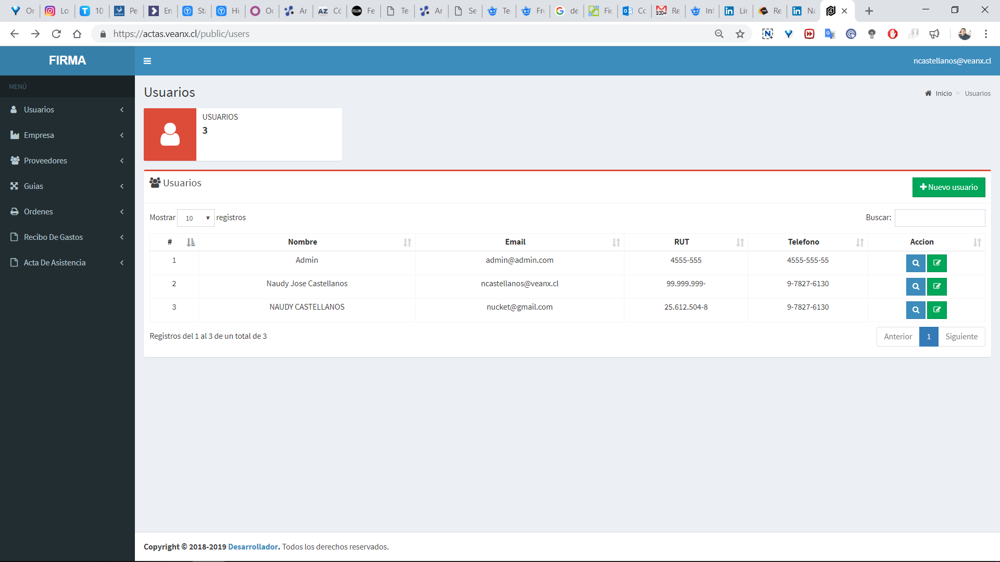 Or
Lo
10
Pe
En
Sta
Hi
Oc
Ar
AZ Có
FELLINI Fe
Te
Ar
Se
Te
Fre
de
Fic
Co
100+ Re
Inf
Lir
Re
Na
https://actas.veanx.cl/public/users
FIRMA
ncastellanos@veanx.cl
MENÚ
Usuarios
Empresa
Proveedores
Guias
Ordenes
Recibo De Gastos
Acta De Asistencia
Usuarios
Inicio > Usuarios
USUARIOS
3
Usuarios
Nuevo usuario
Mostrar 10 registros
Buscar:
# Nombre Email RUT Telefono Accion
1 Admin admin@admin.com 4555-555 4555-555-55
2 Naudy Jose Castellanos ncastellanos@veanx.cl 99.999.999- 9-7827-6130
3 NAUDY CASTELLANOS nucket@gmail.com 25.612.504-8 9-7827-6130
Registros del 1 al 3 de un total de 3
Anterior 1 Siguiente
Copyright © 2018-2019 Desarrollador. Todos los derechos reservados.